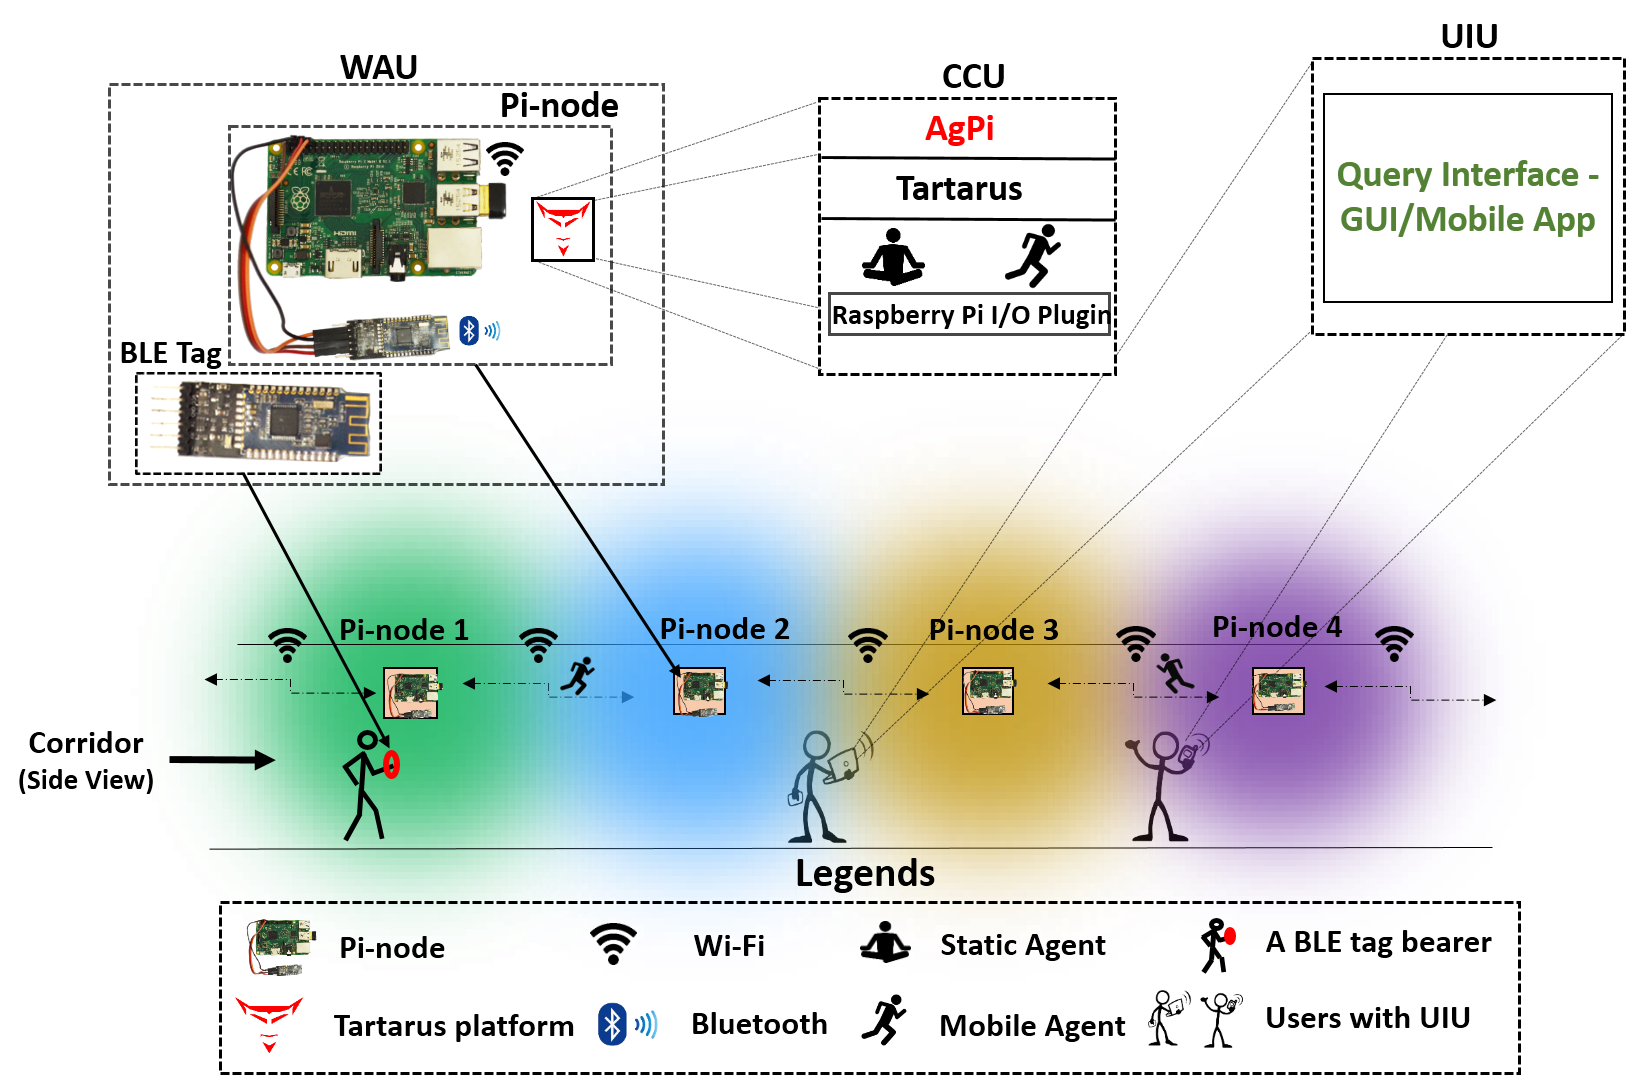 UIU
WAU
CCU
Pi-node
AgPi
Tartarus
Query Interface -
GUI/Mobile App
HDMI
Raspberry Pi I/O Plugin
BLE Tag
Pi-node 1
Pi-node 2
Pi-node 3
Pi-node 4
Corridor
(Side View)
Legends
Pi-node
Wi-Fi
Static Agent
A BLE tag bearer
Tartarus platform
Bluetooth
Mobile Agent
Users with UIU